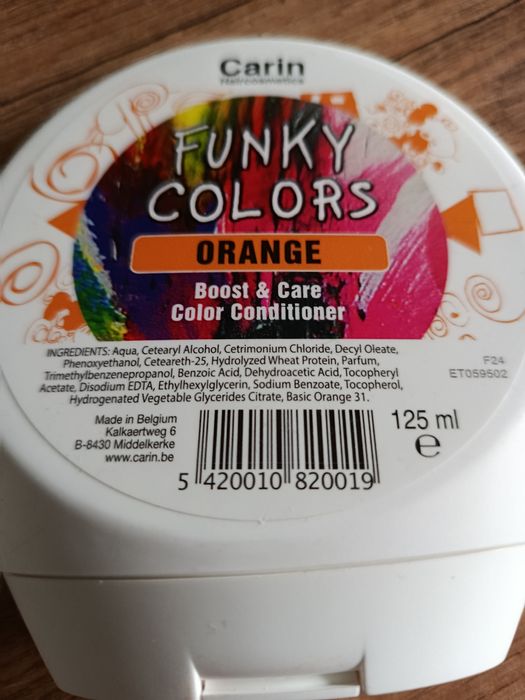 Carin
Haircosmetics
FUNKY
COLORS
ORANGE
Boost & Care
Color Conditioner
INGREDIENTS: Aqua, Cetearyl Alcohol, Cetrimonium Chloride, Decyl Oleate,
Phenoxyethanol, Ceteareth-25, Hydrolyzed Wheat Protein, Parfum,
Trimethylbenzenepropanol, Benzoic Acid, Dehydroacetic Acid, Tocopheryl
Acetate, Disodium EDTA, Ethylhexylglycerin, Sodium Benzoate, Tocopherol,
Hydrogenated Vegetable Glycerides Citrate, Basic Orange 31.
F24
ET059502
Made in Belgium
Kalkaertweg 6
B-8430 Middelkerke
www.carin.be
125 ml
e
5 420010 820019